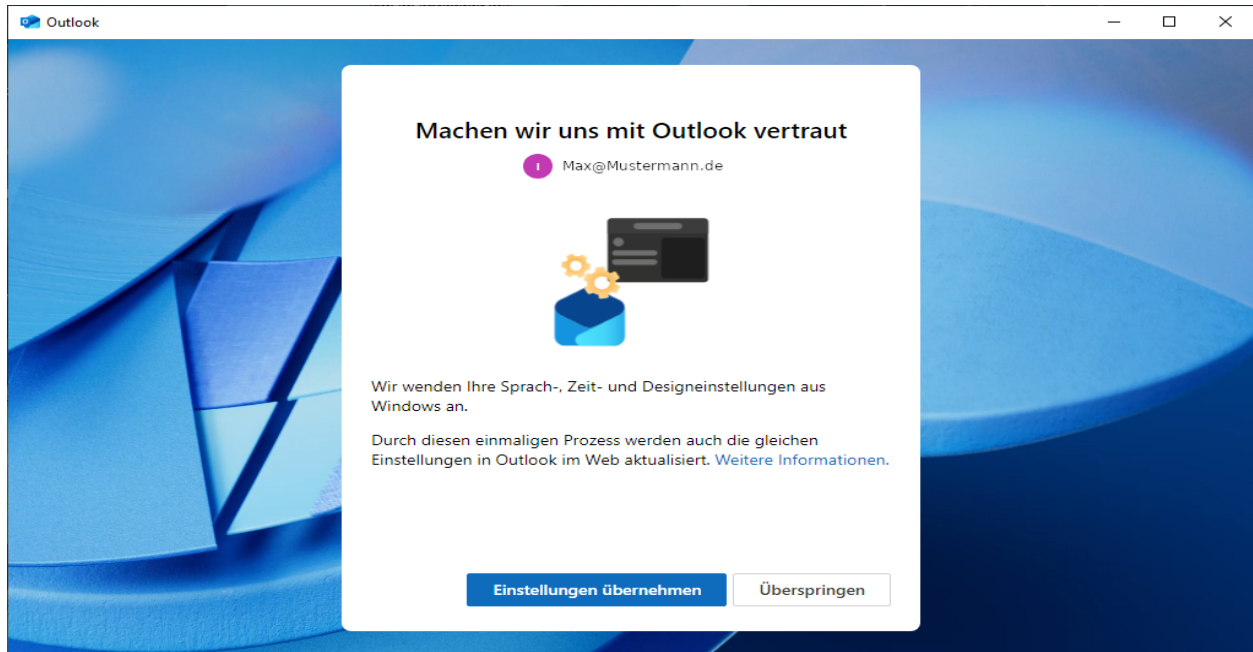 Outlook
Machen wir uns mit Outlook vertraut
I
Max@Mustermann.de
Wir wenden Ihre Sprach-, Zeit- und Designeinstellungen aus
Windows an.
Durch diesen einmaligen Prozess werden auch die gleichen
Einstellungen in Outlook im Web aktualisiert. Weitere Informationen.
Einstellungen übernehmen
Überspringen